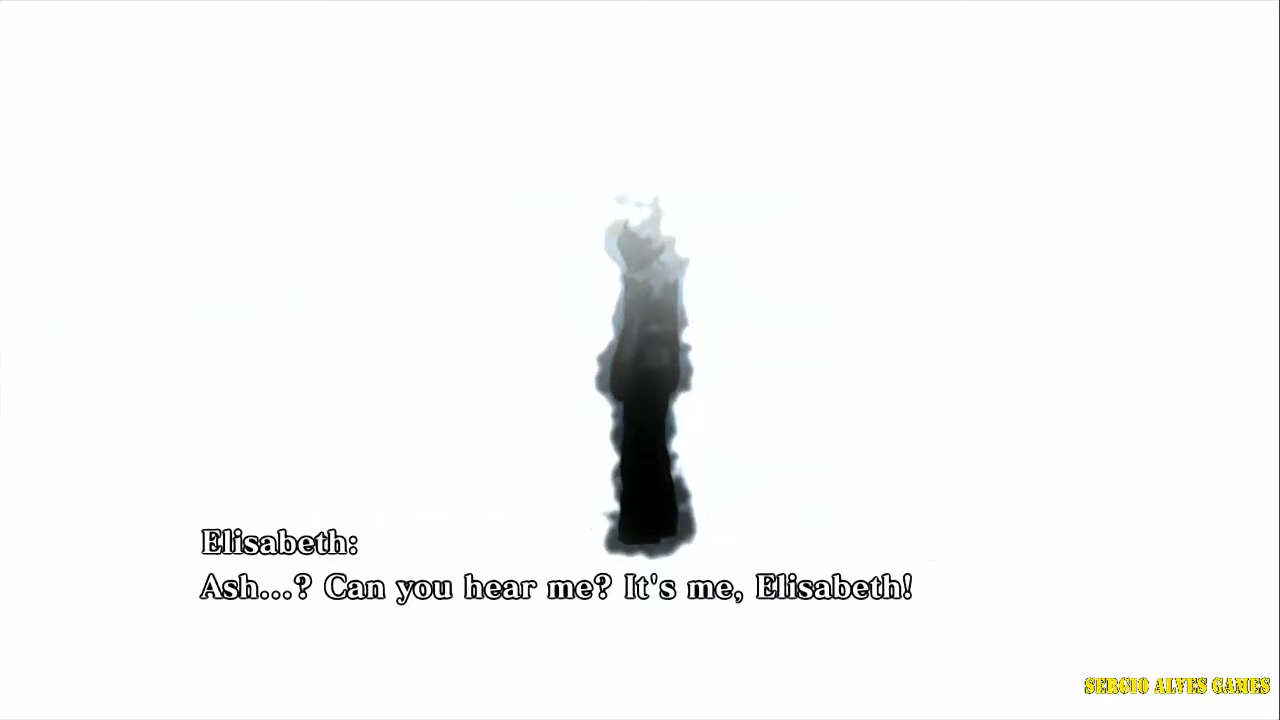 Elisabeth:
Ash...? Can you hear me? It's me, Elisabeth!
SERGIO ALVES GAMES